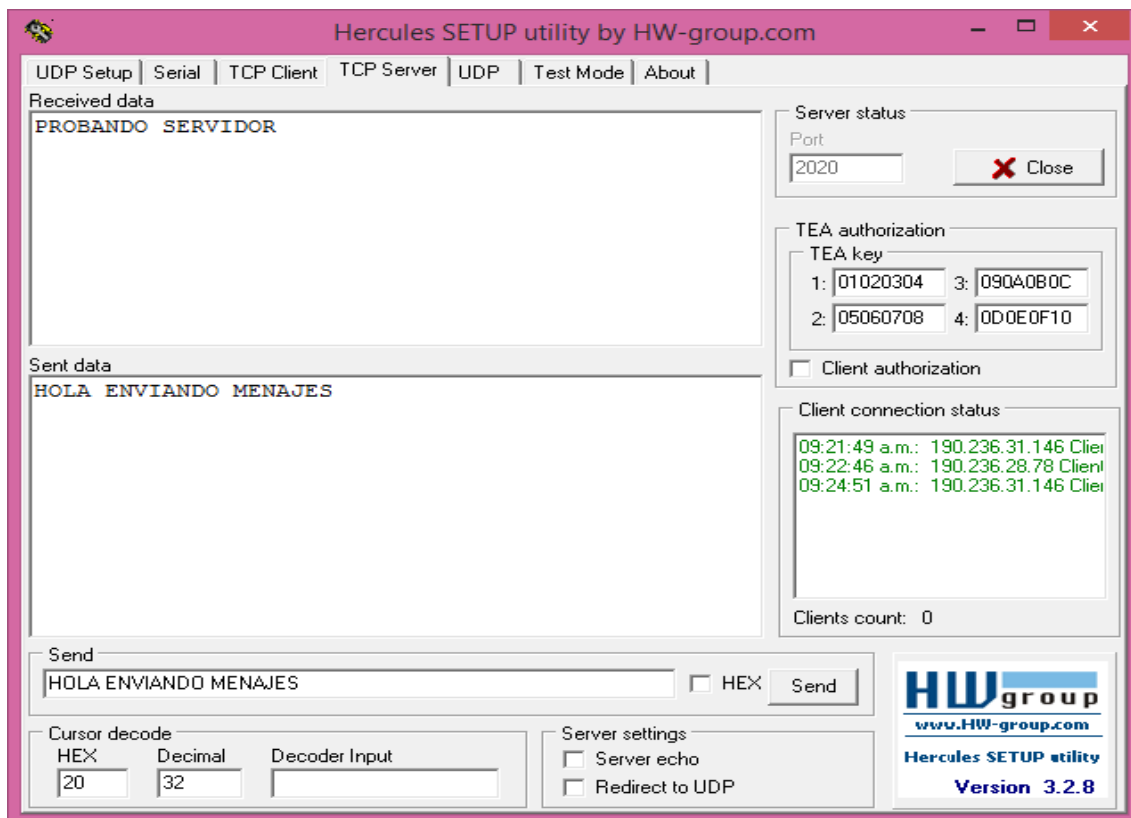 Hercules SETUP utility by HW-group.com
UDP Setup Serial TCP Client TCP Server UDP Test Mode About
Received data
PROBANDO SERVIDOR
Server status
Port
2020 Close
TEA authorization
TEA key
1: 01020304 3: 090A0B0C
2: 05060708 4: 0D0E0F10
Client authorization
Sent data
HOLA ENVIANDO MENAJES
Client connection status
09:21:49 a.m.: 190.236.31.146 Clie
09:22:46 a.m.: 190.236.28.78 Client
09:24:51 a.m.: 190.236.31.146 Clie
Clients count: 0
Send
HOLA ENVIANDO MENAJES HEX Send
Cursor decode
HEX Decimal Decoder Input
20 32
Server settings
Server echo
Redirect to UDP
HW group
www.HW-group.com
Hercules SETUP utility
Version 3.2.8